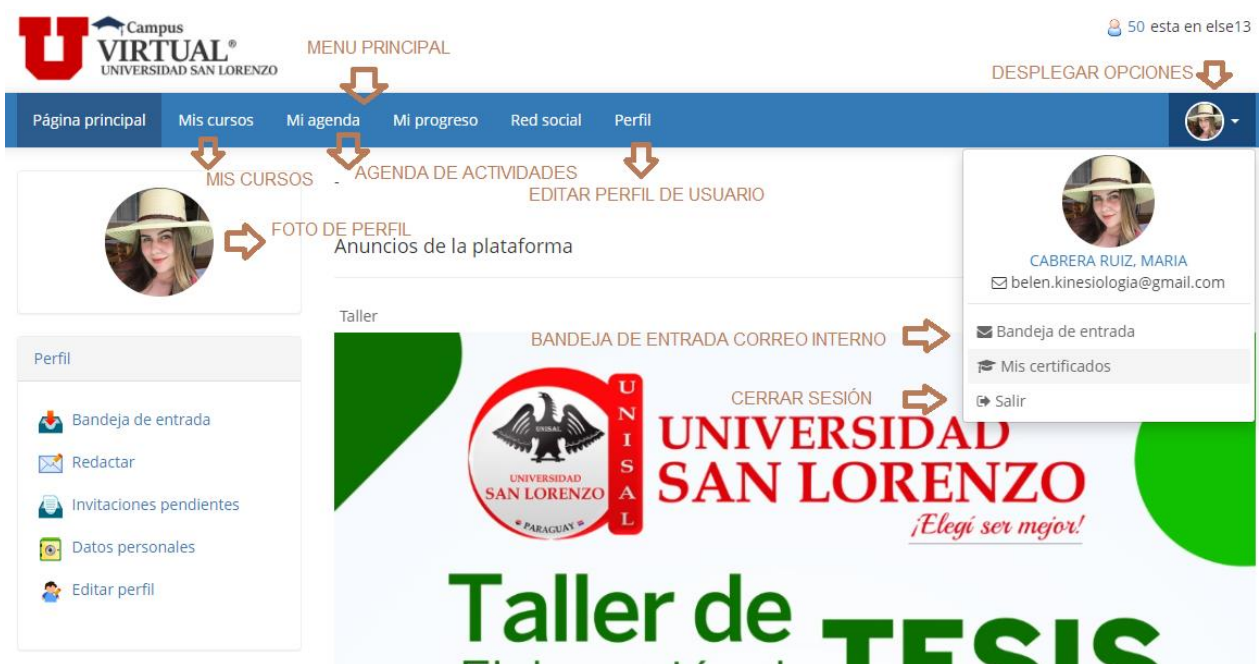 Campus
VIRTUAL®
UNIVERSIDAD SAN LORENZO
50 esta en else13
MENU PRINCIPAL
DESPLEGAR OPCIONES
Página principal Mis cursos Mi agenda Mi progreso Red social Perfil
MIS CURSOS
-
AGENDA DE ACTIVIDADES
EDITAR PERFIL DE USUARIO
FOTO DE PERFIL
Anuncios de la plataforma
CABRERA RUIZ, MARIA
belen.kinesiologia@gmail.com
Taller
BANDEJA DE ENTRADA CORREO INTERNO
Bandeja de entrada
Mis certificados
CERRAR SESIÓN
Salir
Perfil
Bandeja de entrada
Redactar
Invitaciones pendientes
Datos personales
Editar perfil
UNISAL
UNIVERSIDAD
SAN LORENZO
PARAGUAY
UNISAL
UNIVERSIDAD
SAN LORENZO
¡Elegí ser mejor!
Taller de
TESIS